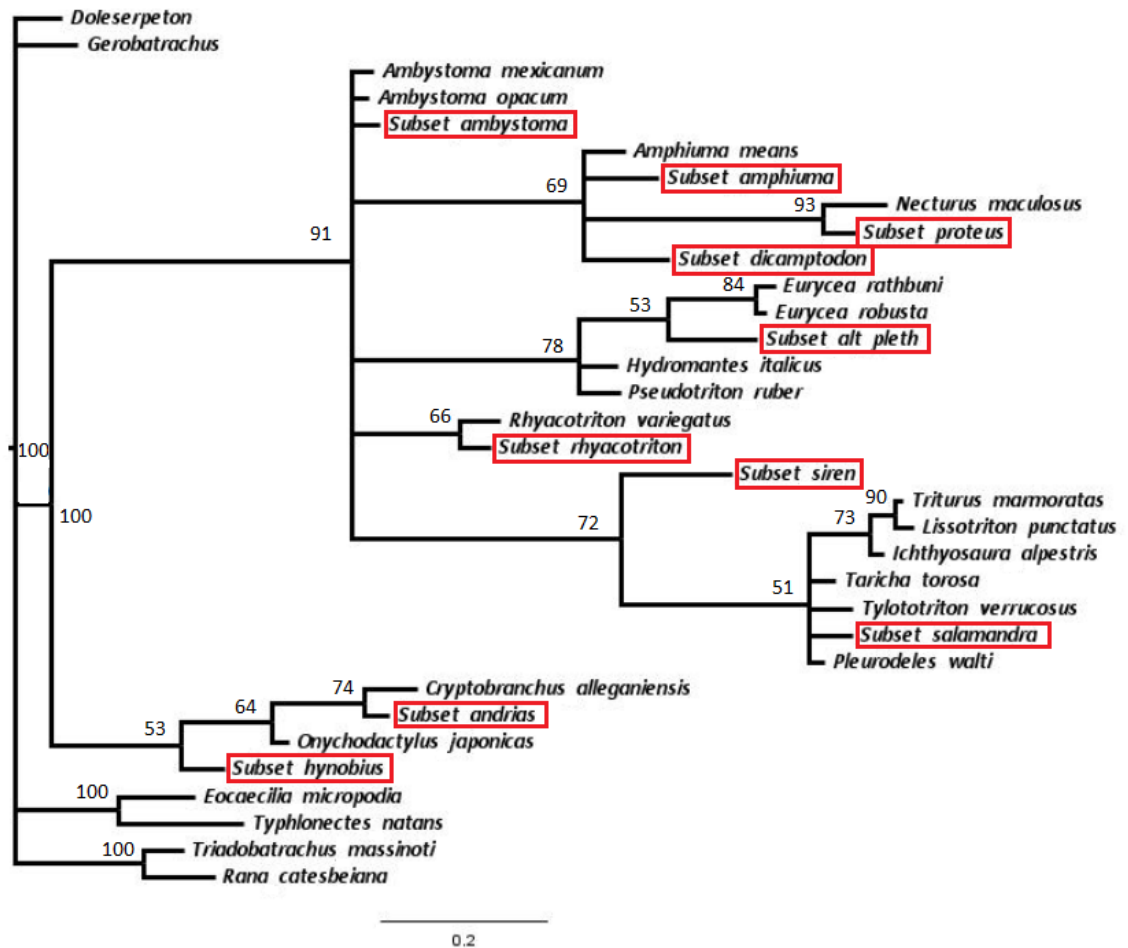 Doleserpeton
Gerobatrachus
Ambystoma mexicanum
Ambystoma opacum
Subset ambystoma
Amphiuma means
69
Subset amphiuma
93
Necturus maculosus
Subset proteus
91
Subset dicamptodon
84
Eurycea rathbuni
53
Eurycea robusta
Subset alt pleth
78
Hydromantes italicus
Pseudotriton ruber
66
Rhyacotriton variegatus
Subset rhyacotriton
100
Subset siren
90
Triturus marmoratas
100
72
73
Lissotriton punctatus
Ichthyosaura alpestris
51
Taricha torosa
Tylototriton verrucosus
Subset salamandra
Pleurodeles walti
74
Cryptobranchus alleganiensis
64
Subset andrias
53
Onychodactylus japonicas
Subset hynobius
100
Eocaecilia micropodia
Typhlonectes natans
100
Triadobatrachus massinoti
Rana catesbeiana
0.2